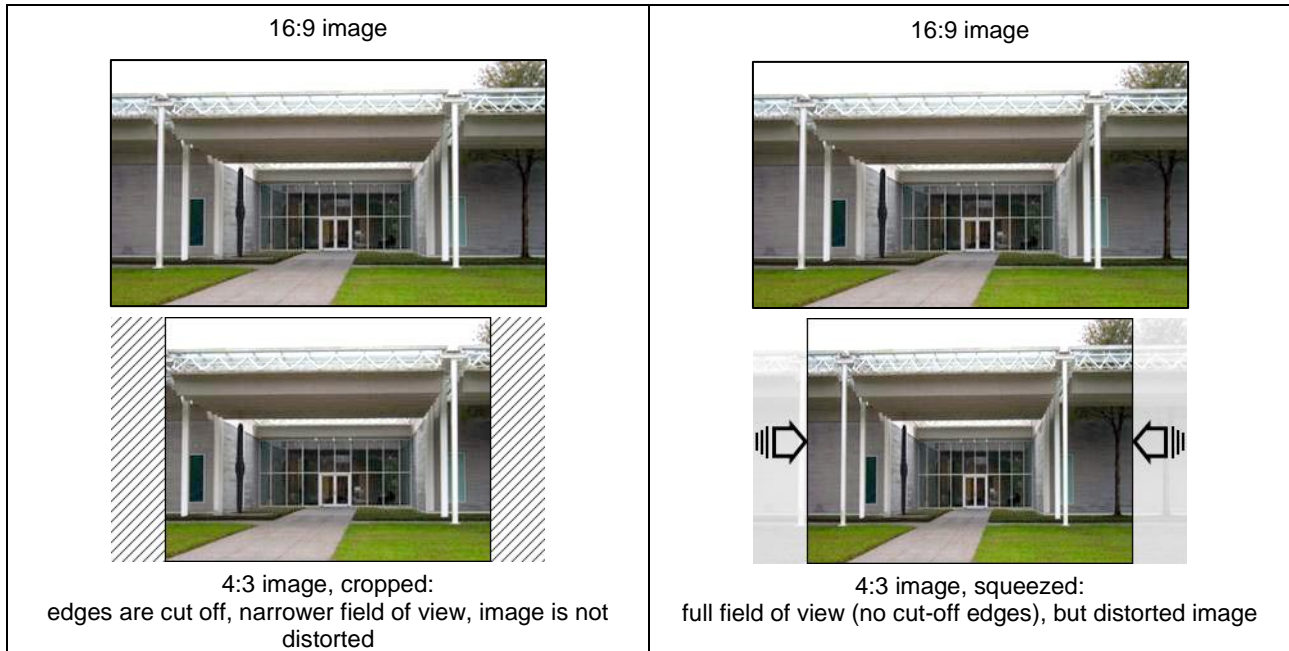 16:9 image
4:3 image, cropped:
edges are cut off, narrower field of view, image is not
distorted
16:9 image
4:3 image, squeezed:
full field of view (no cut-off edges), but distorted image